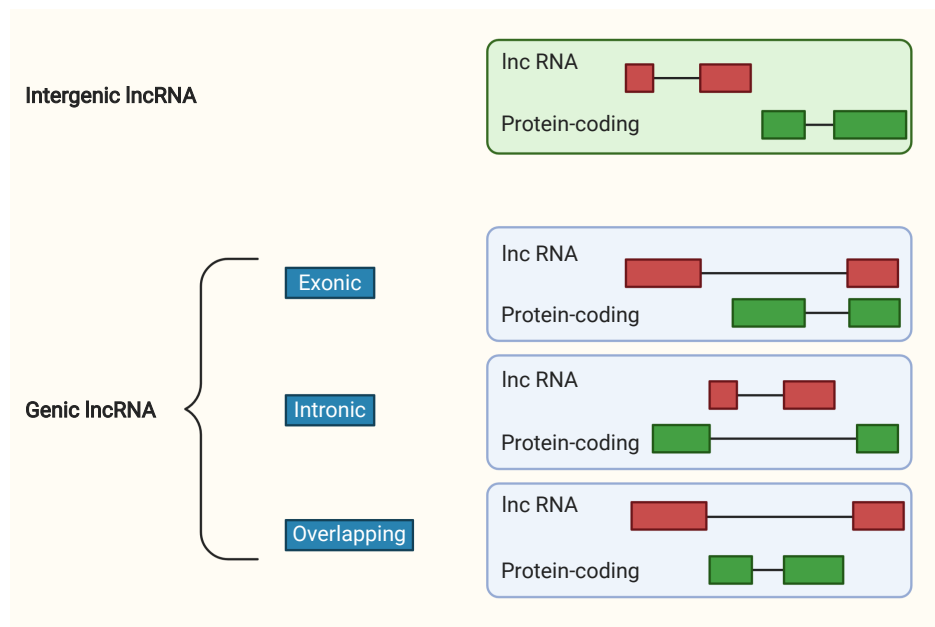 Intergenic lncRNA
lnc RNA
Protein-coding
Genic lncRNA
Exonic
lnc RNA
Protein-coding
Intronic
lnc RNA
Protein-coding
Overlapping
lnc RNA
Protein-coding